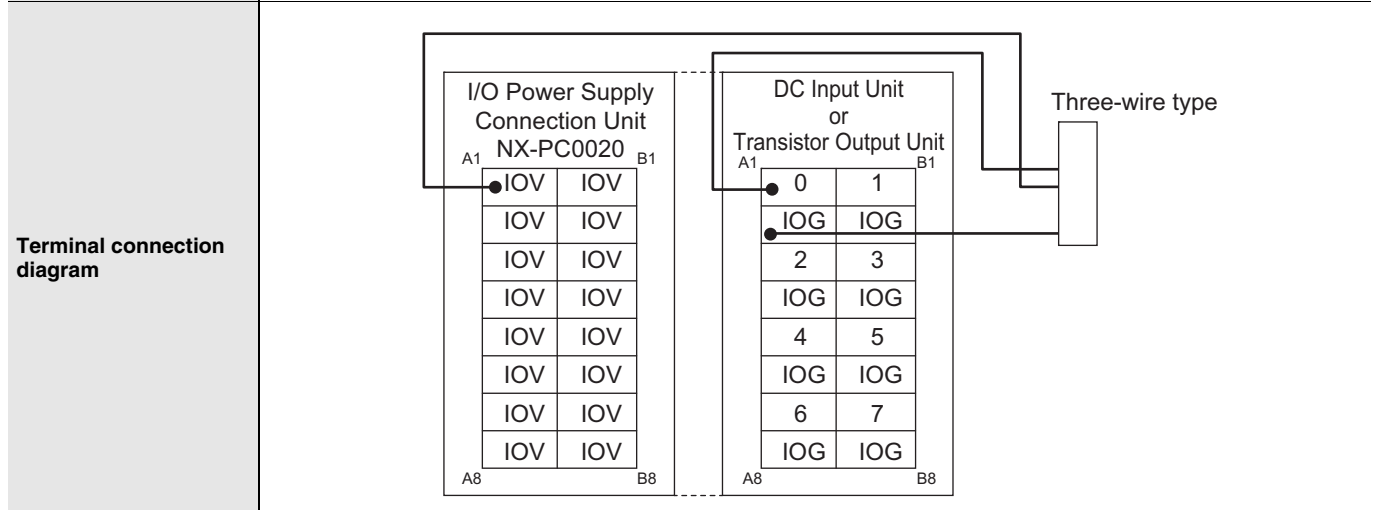 Terminal connection
diagram
I/O Power Supply
Connection Unit
NX-PC0020
A1 B1
IOV IOV
IOV IOV
IOV IOV
IOV IOV
IOV IOV
IOV IOV
IOV IOV
IOV IOV
A8 B8
DC Input Unit
or
Transistor Output Unit
A1 B1
0 1
IOG IOG
2 3
IOG IOG
4 5
IOG IOG
6 7
IOG IOG
A8 B8
Three-wire type